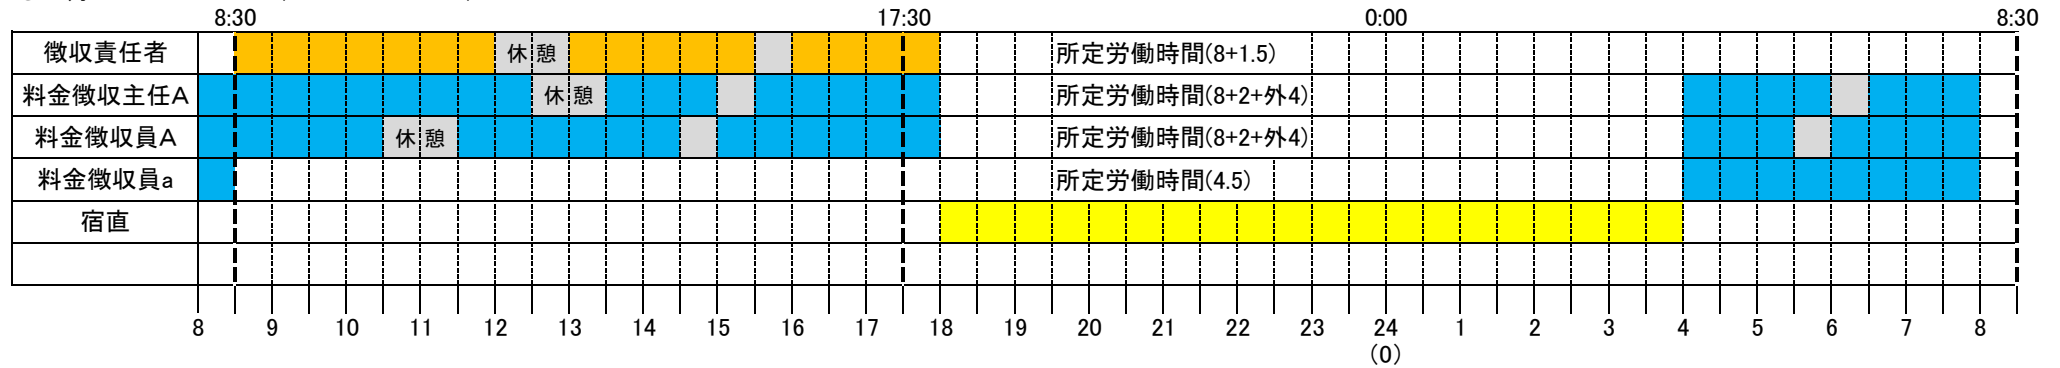 8:30 17:30 0:00 8:30
徴収責任者 休憩 所定労働時間(8+1.5)
料金徴収主任A 休憩 所定労働時間(8+2+外4)
料金徴収員A 休憩 所定労働時間(8+2+外4)
料金徴収員a 所定労働時間(4.5)
宿直
8 9 10 11 12 13 14 15 16 17 18 19 20 21 22 23 24 1 2 3 4 5 6 7 8
(0)